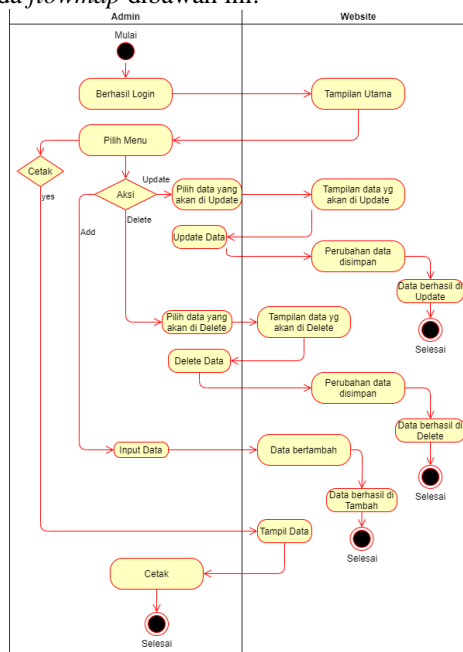 da flowmap dibawah ini:
Admin
Website
Mulai
Berhasil Login
Tampilan Utama
Pilih Menu
Cetak
yes
Aksi
Update
Add
Delete
Pilih data yang
akan di Update
Tampilan data yg
akan di Update
Update Data
Perubahan data
disimpan
Data berhasil di
Update
Selesai
Pilih data yang
akan di Delete
Tampilan data yg
akan di Delete
Delete Data
Perubahan data
disimpan
Data berhasil di
Delete
Selesai
Input Data
Data bertambah
Data berhasil di
Tambah
Selesai
Tampil Data
Cetak
Selesai